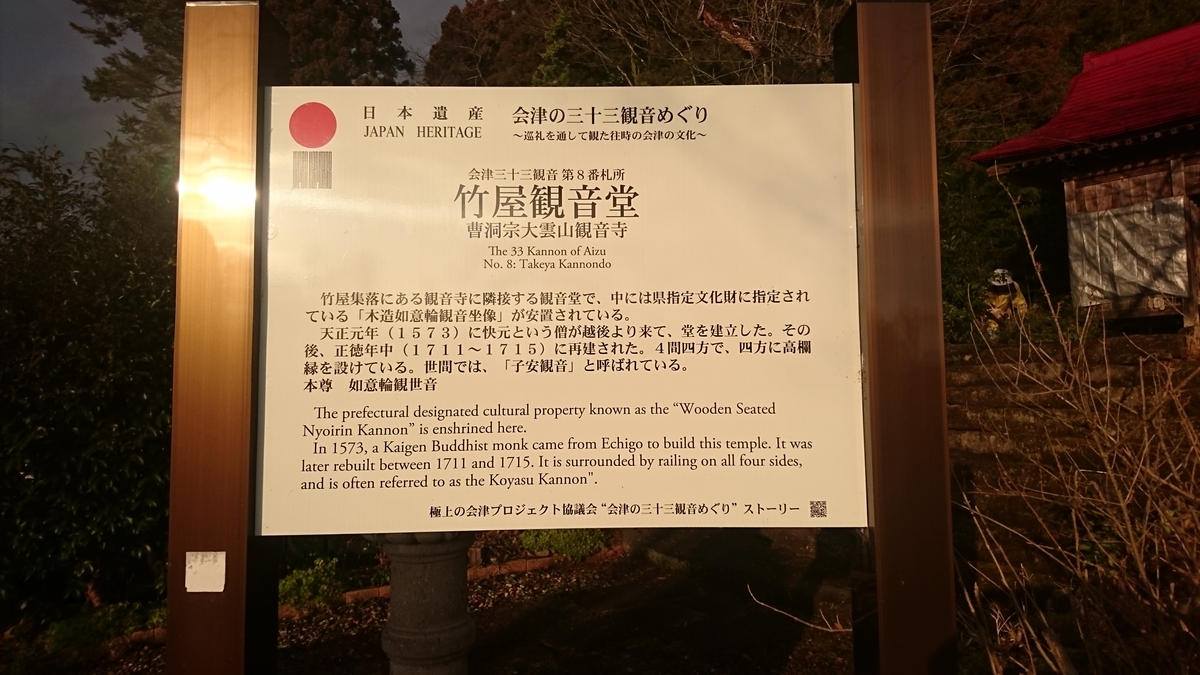 日本遺産
JAPAN HERITAGE
会津の三十三観音めぐり
～巡礼を通して観た往時の会津の文化～
会津三十三観音 第８番札所
竹屋観音堂
曹洞宗大雲山観音寺
The 33 Kannon of Aizu
No. 8: Takeya Kannondo
竹屋集落にある観音寺に隣接する観音堂で、中には県指定文化財に指定され
ている「木造如意輪観音坐像」が安置されている。
天正元年（１５７３）に快元という僧が越後より来て、堂を建立した。その
後、正徳年中（１７１１～１７１５）に再建された。４間四方で、四方に高欄
縁を設けている。世間では、「子安観音」と呼ばれている。
本尊　如意輪観世音
The prefectural designated cultural property known as the “Wooden Seated
Nyoirin Kannon” is enshrined here.
In 1573, a Kaigen Buddhist monk came from Echigo to build this temple. It was
later rebuilt between 1711 and 1715. It is surrounded by railing on all four sides,
and is often referred to as the Koyasu Kannon".
極上の会津プロジェクト協議会 “会津の三十三観音めぐり” ストーリー